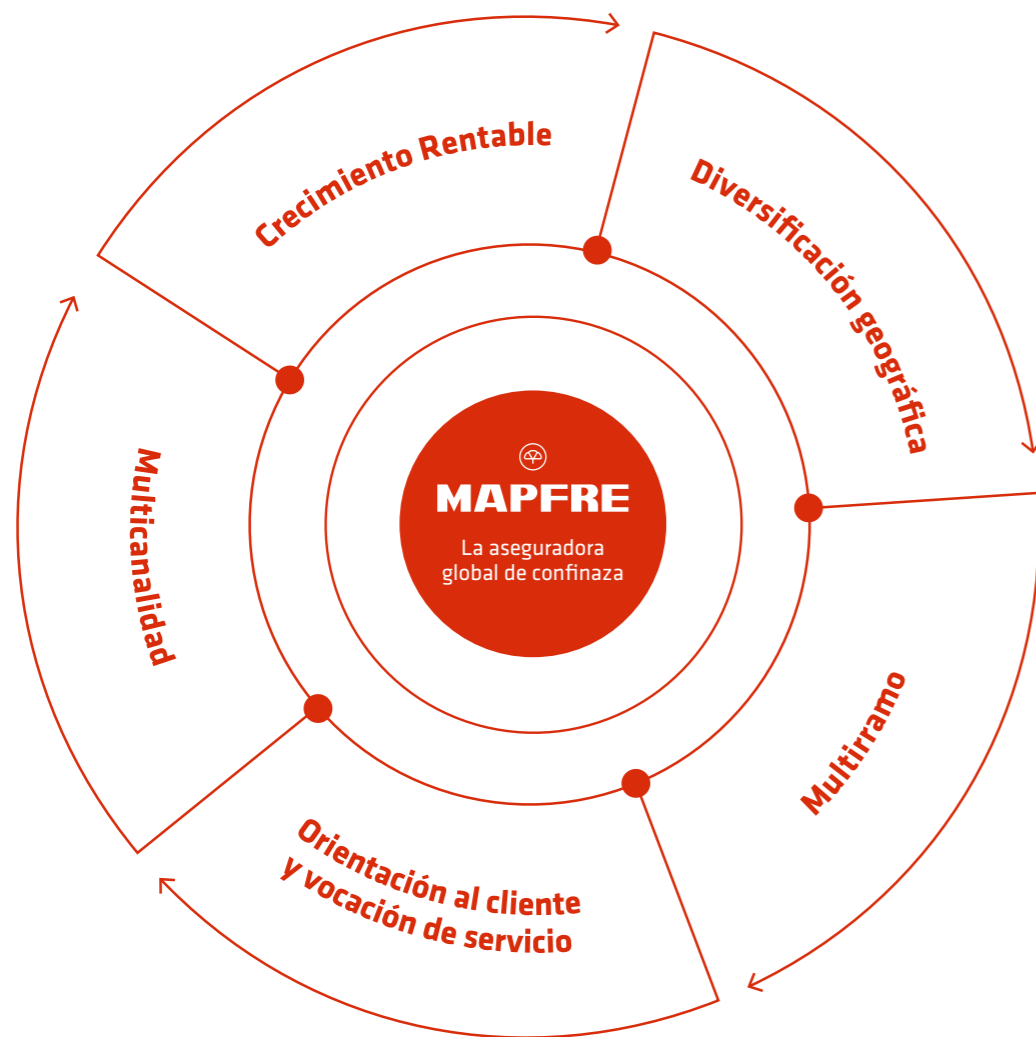 Crecimiento Rentable
Diversificación geográfica
Multirramo
Orientación al cliente
y vocación de servicio
Multicanalidad
MAPFRE
La aseguradora
global de confinaza